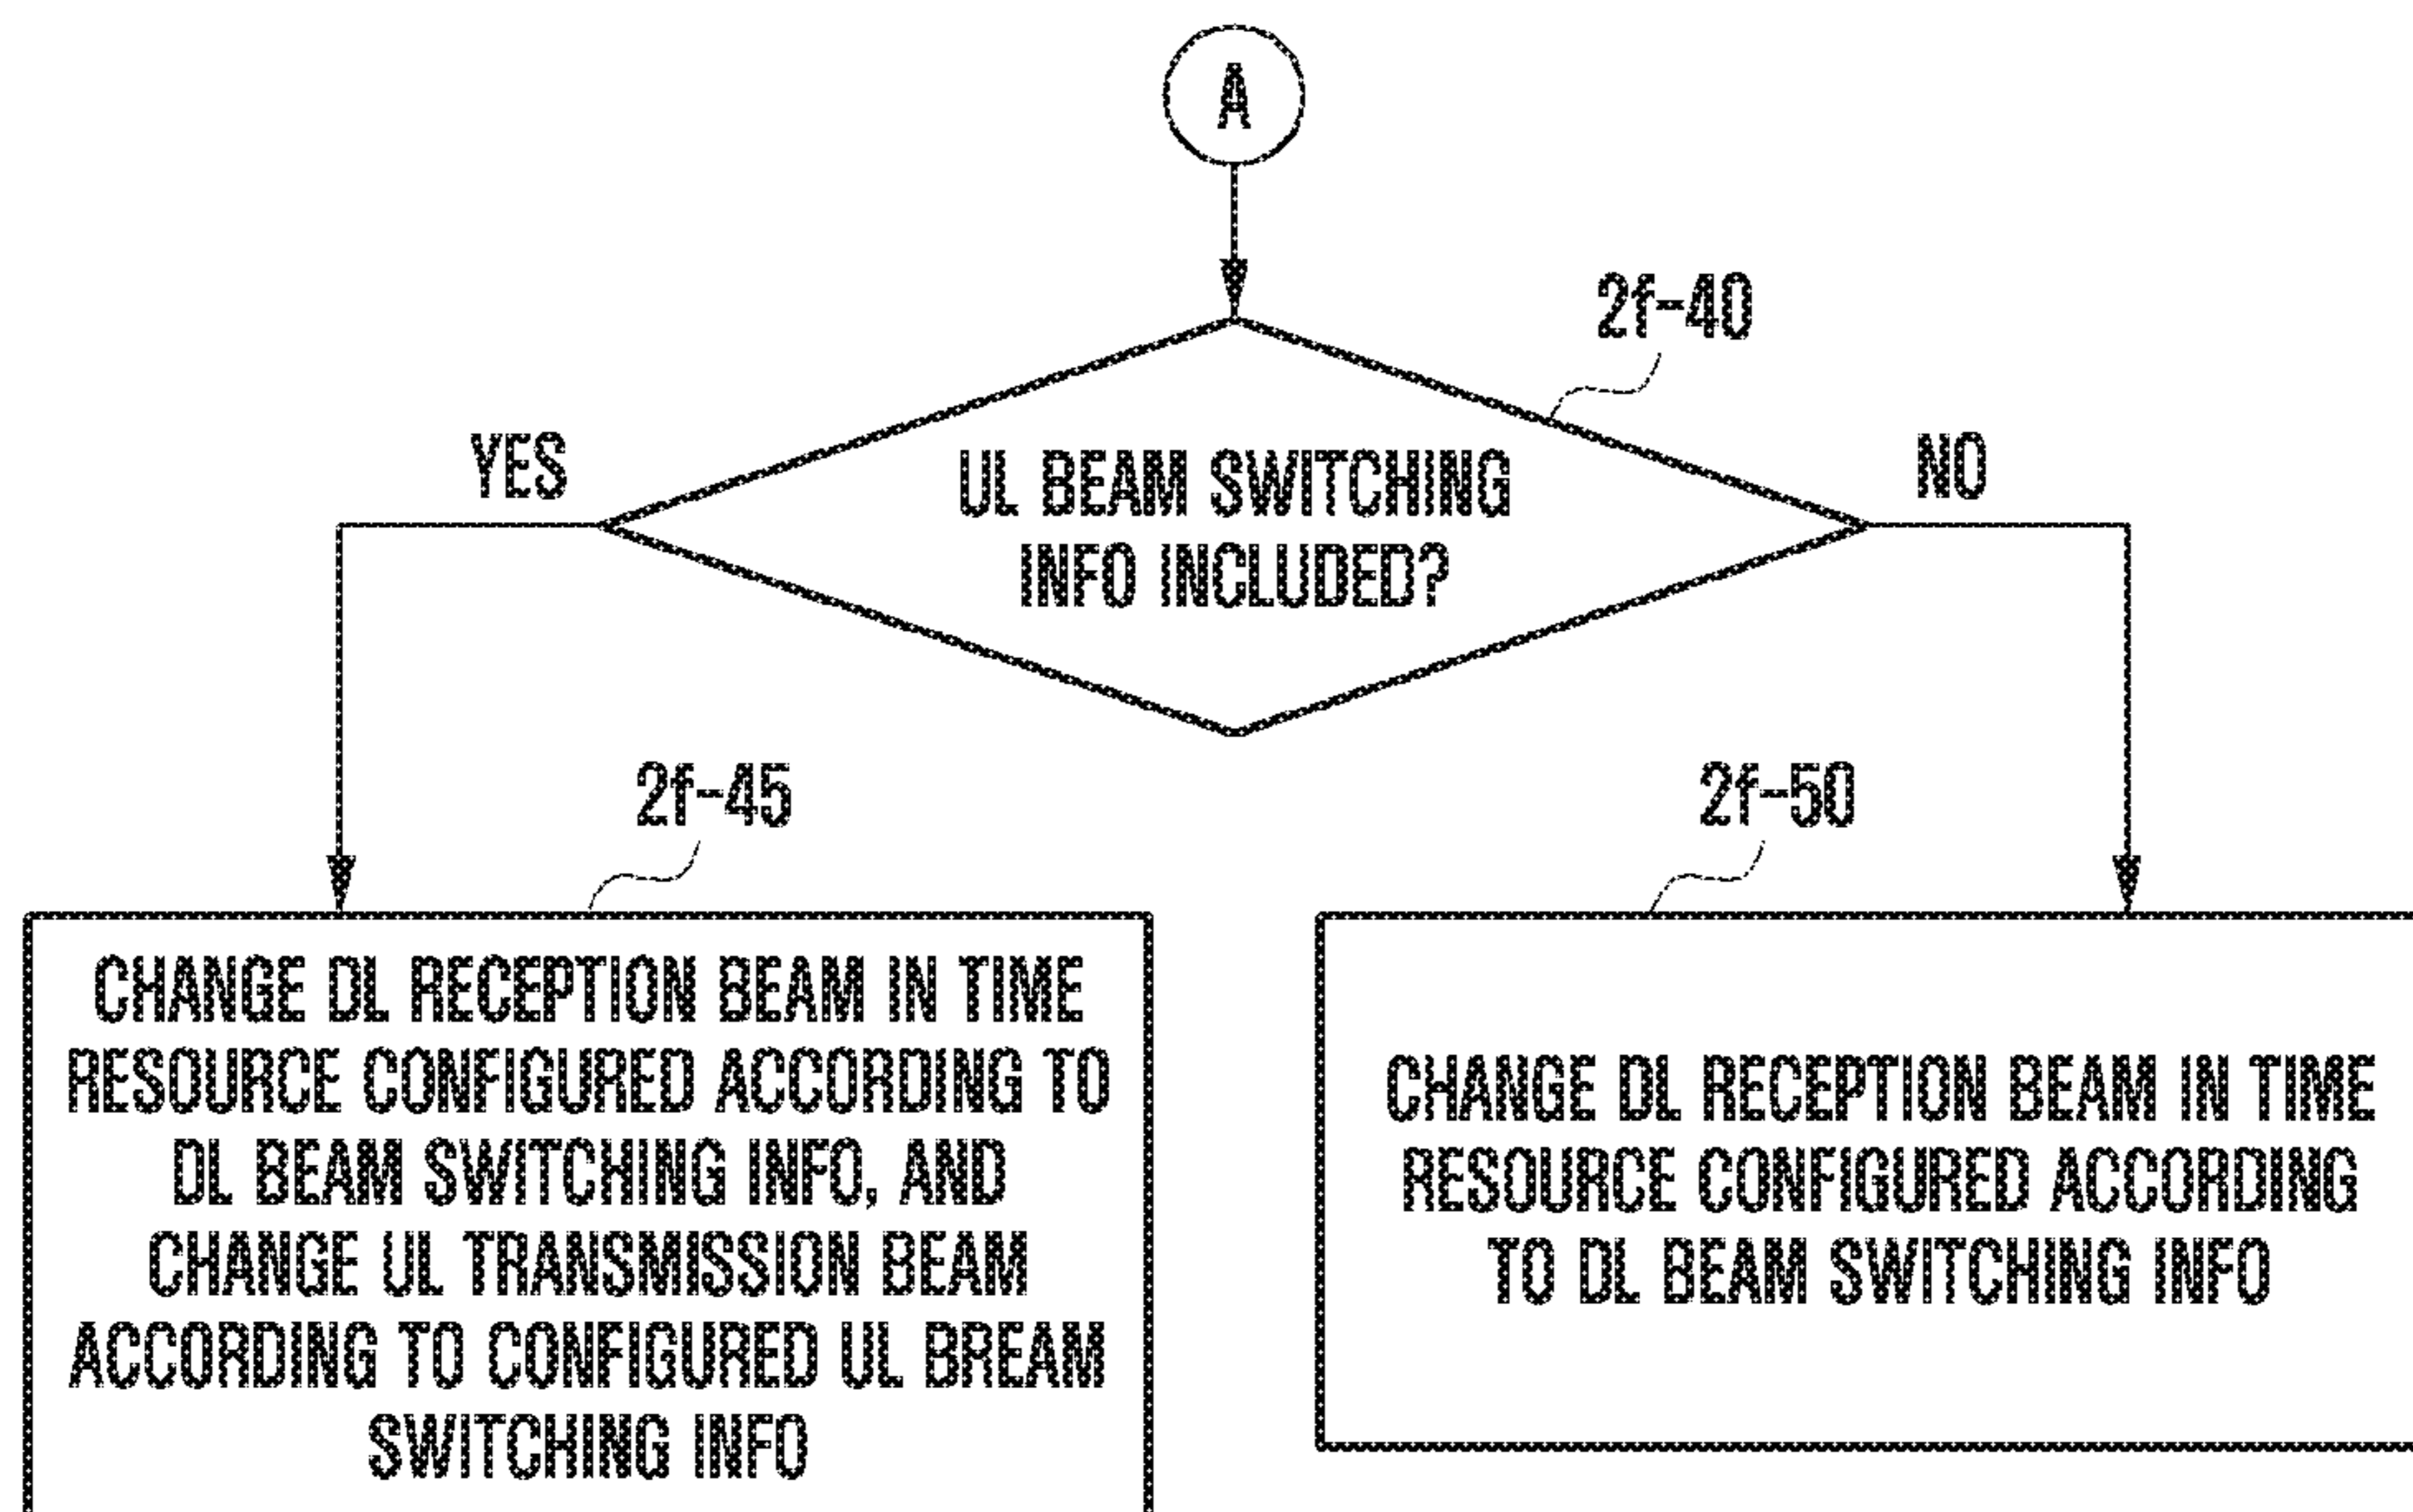 A
2f-40
YES
NO
UL BEAM SWITCHING
INFO INCLUDED?
2f-45
2f-50
CHANGE DL RECEPTION BEAM IN TIME
RESOURCE CONFIGURED ACCORDING TO
DL BEAM SWITCHING INFO, AND
CHANGE UL TRANSMISSION BEAM
ACCORDING TO CONFIGURED UL BREAM
SWITCHING INFO
CHANGE DL RECEPTION BEAM IN TIME
RESOURCE CONFIGURED ACCORDING
TO DL BEAM SWITCHING INFO